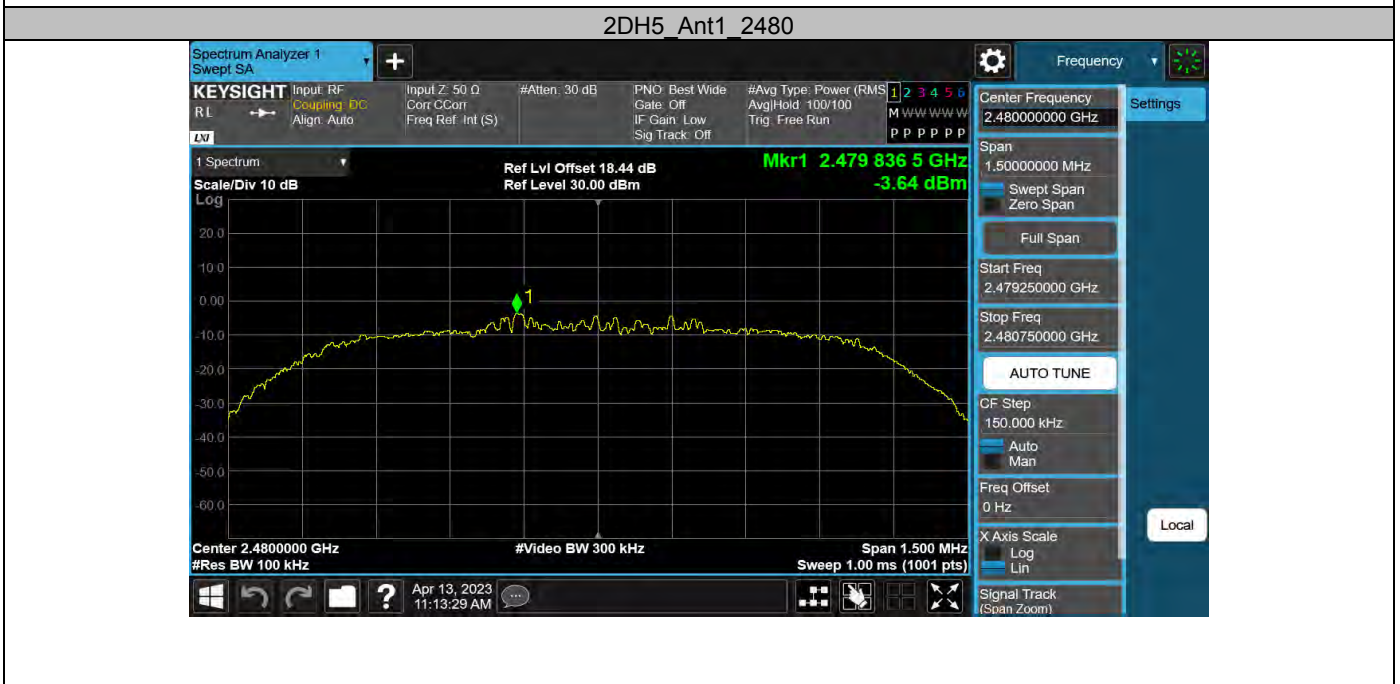 2DH5_Ant1_2480
Spectrum Analyzer 1
Swept SA
Frequency
KEYSIGHT
RL
LXI
Input: RF
Coupling: DC
Align: Auto
Input Z: 50 Ω
Corr CCorr
Freq Ref: Int (S)
#Atten: 30 dB
PNO: Best Wide
Gate: Off
IF Gain: Low
Sig Track: Off
#Avg Type: Power (RMS
Avg|Hold: 100/100
Trig: Free Run
1 2 3 4 5 6
M W W W W W
P P P P P P
Center Frequency
2.480000000 GHz
Settings
Span
1.50000000 MHz
Swept Span
Zero Span
Full Span
Start Freq
2.479250000 GHz
Stop Freq
2.480750000 GHz
AUTO TUNE
CF Step
150.000 kHz
Auto
Man
Freq Offset
0 Hz
X Axis Scale
Log
Lin
Signal Track
(Span Zoom)
Local
1 Spectrum
Scale/Div 10 dB
Log
Ref Lvl Offset 18.44 dB
Ref Level 30.00 dBm
Mkr1 2.479 836 5 GHz
-3.64 dBm
20.0
10.0
0.00
-10.0
-20.0
-30.0
-40.0
-50.0
-60.0
1
Center 2.4800000 GHz
#Res BW 100 kHz
#Video BW 300 kHz
Span 1.500 MHz
Sweep 1.00 ms (1001 pts)
?
Apr 13, 2023
11:13:29 AM